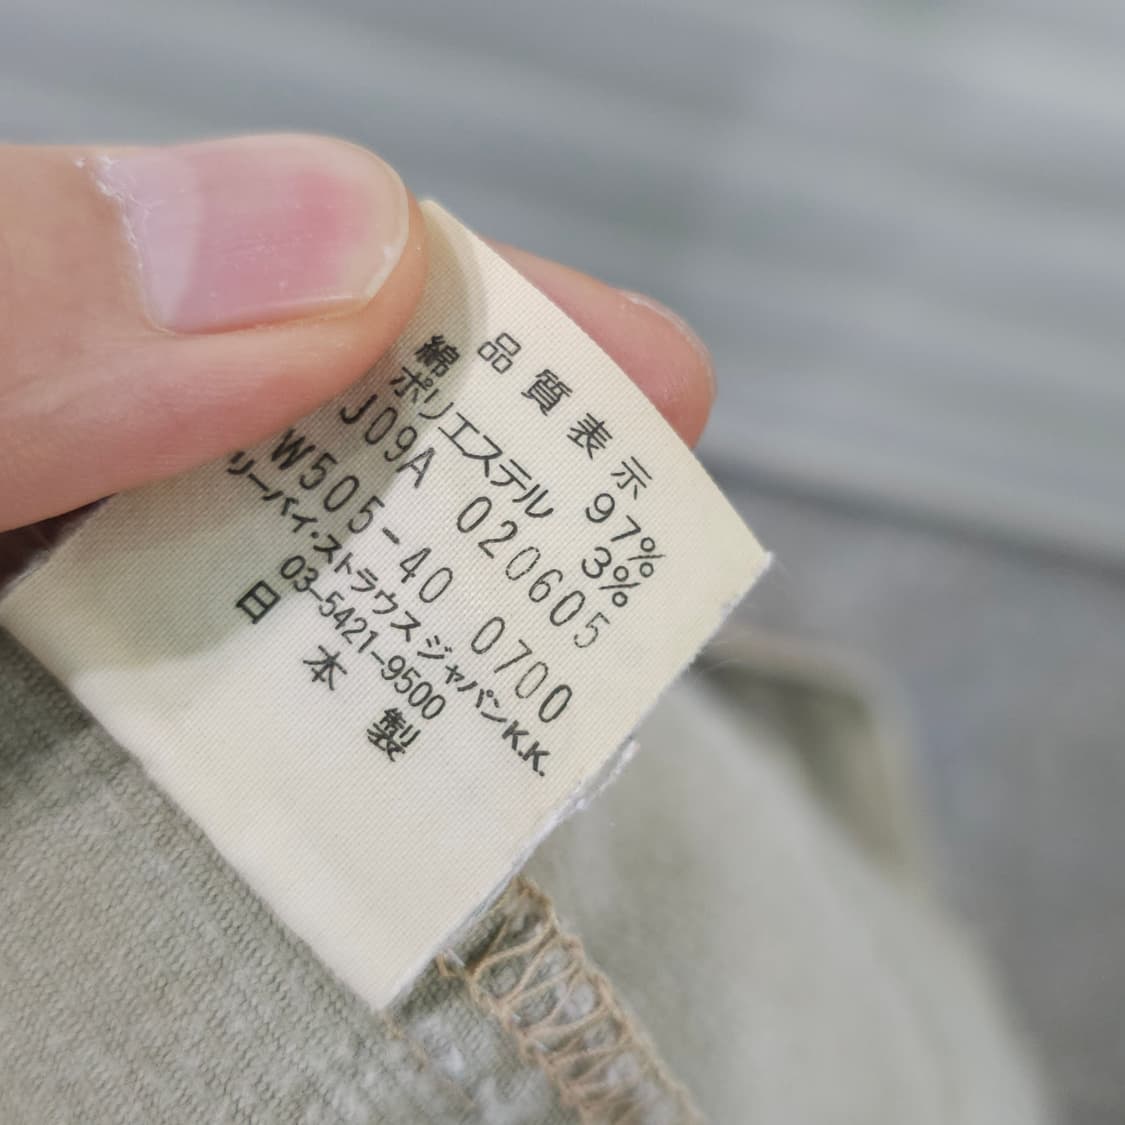 品質表示
綿 97%
ポリエステル 3%
J09A 020605
W505-40 0700
リーバイ・ストラウス ジャパンK.K.
03-5421-9500
日本製